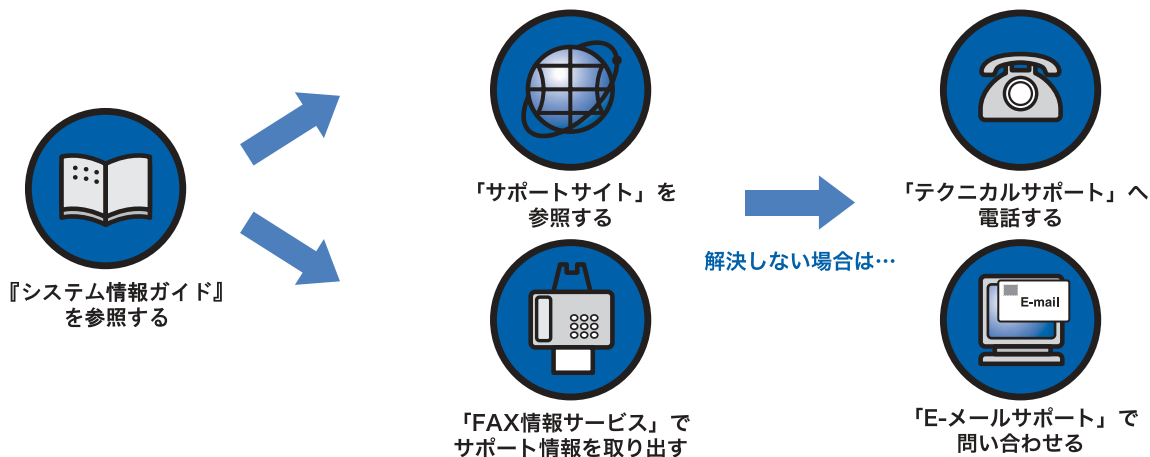 『システム情報ガイド』
を参照する
「サポートサイト」を
参照する
「FAX情報サービス」で
サポート情報を取り出す
解決しない場合は…
「テクニカルサポート」へ
電話する
E-mail
「E-メールサポート」で
問い合わせる